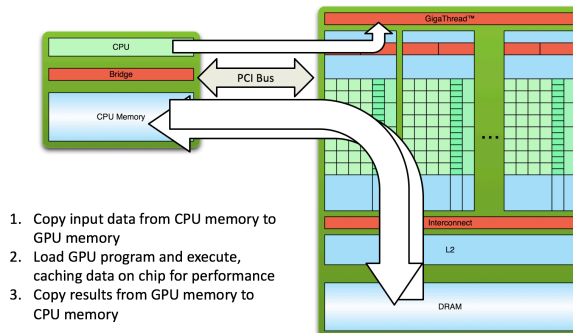 GigaThread™
CPU
Bridge
PCI Bus
CPU Memory
1. Copy input data from CPU memory to
GPU memory
2. Load GPU program and execute,
caching data on chip for performance
3. Copy results from GPU memory to
CPU memory
Interconnect
L2
DRAM